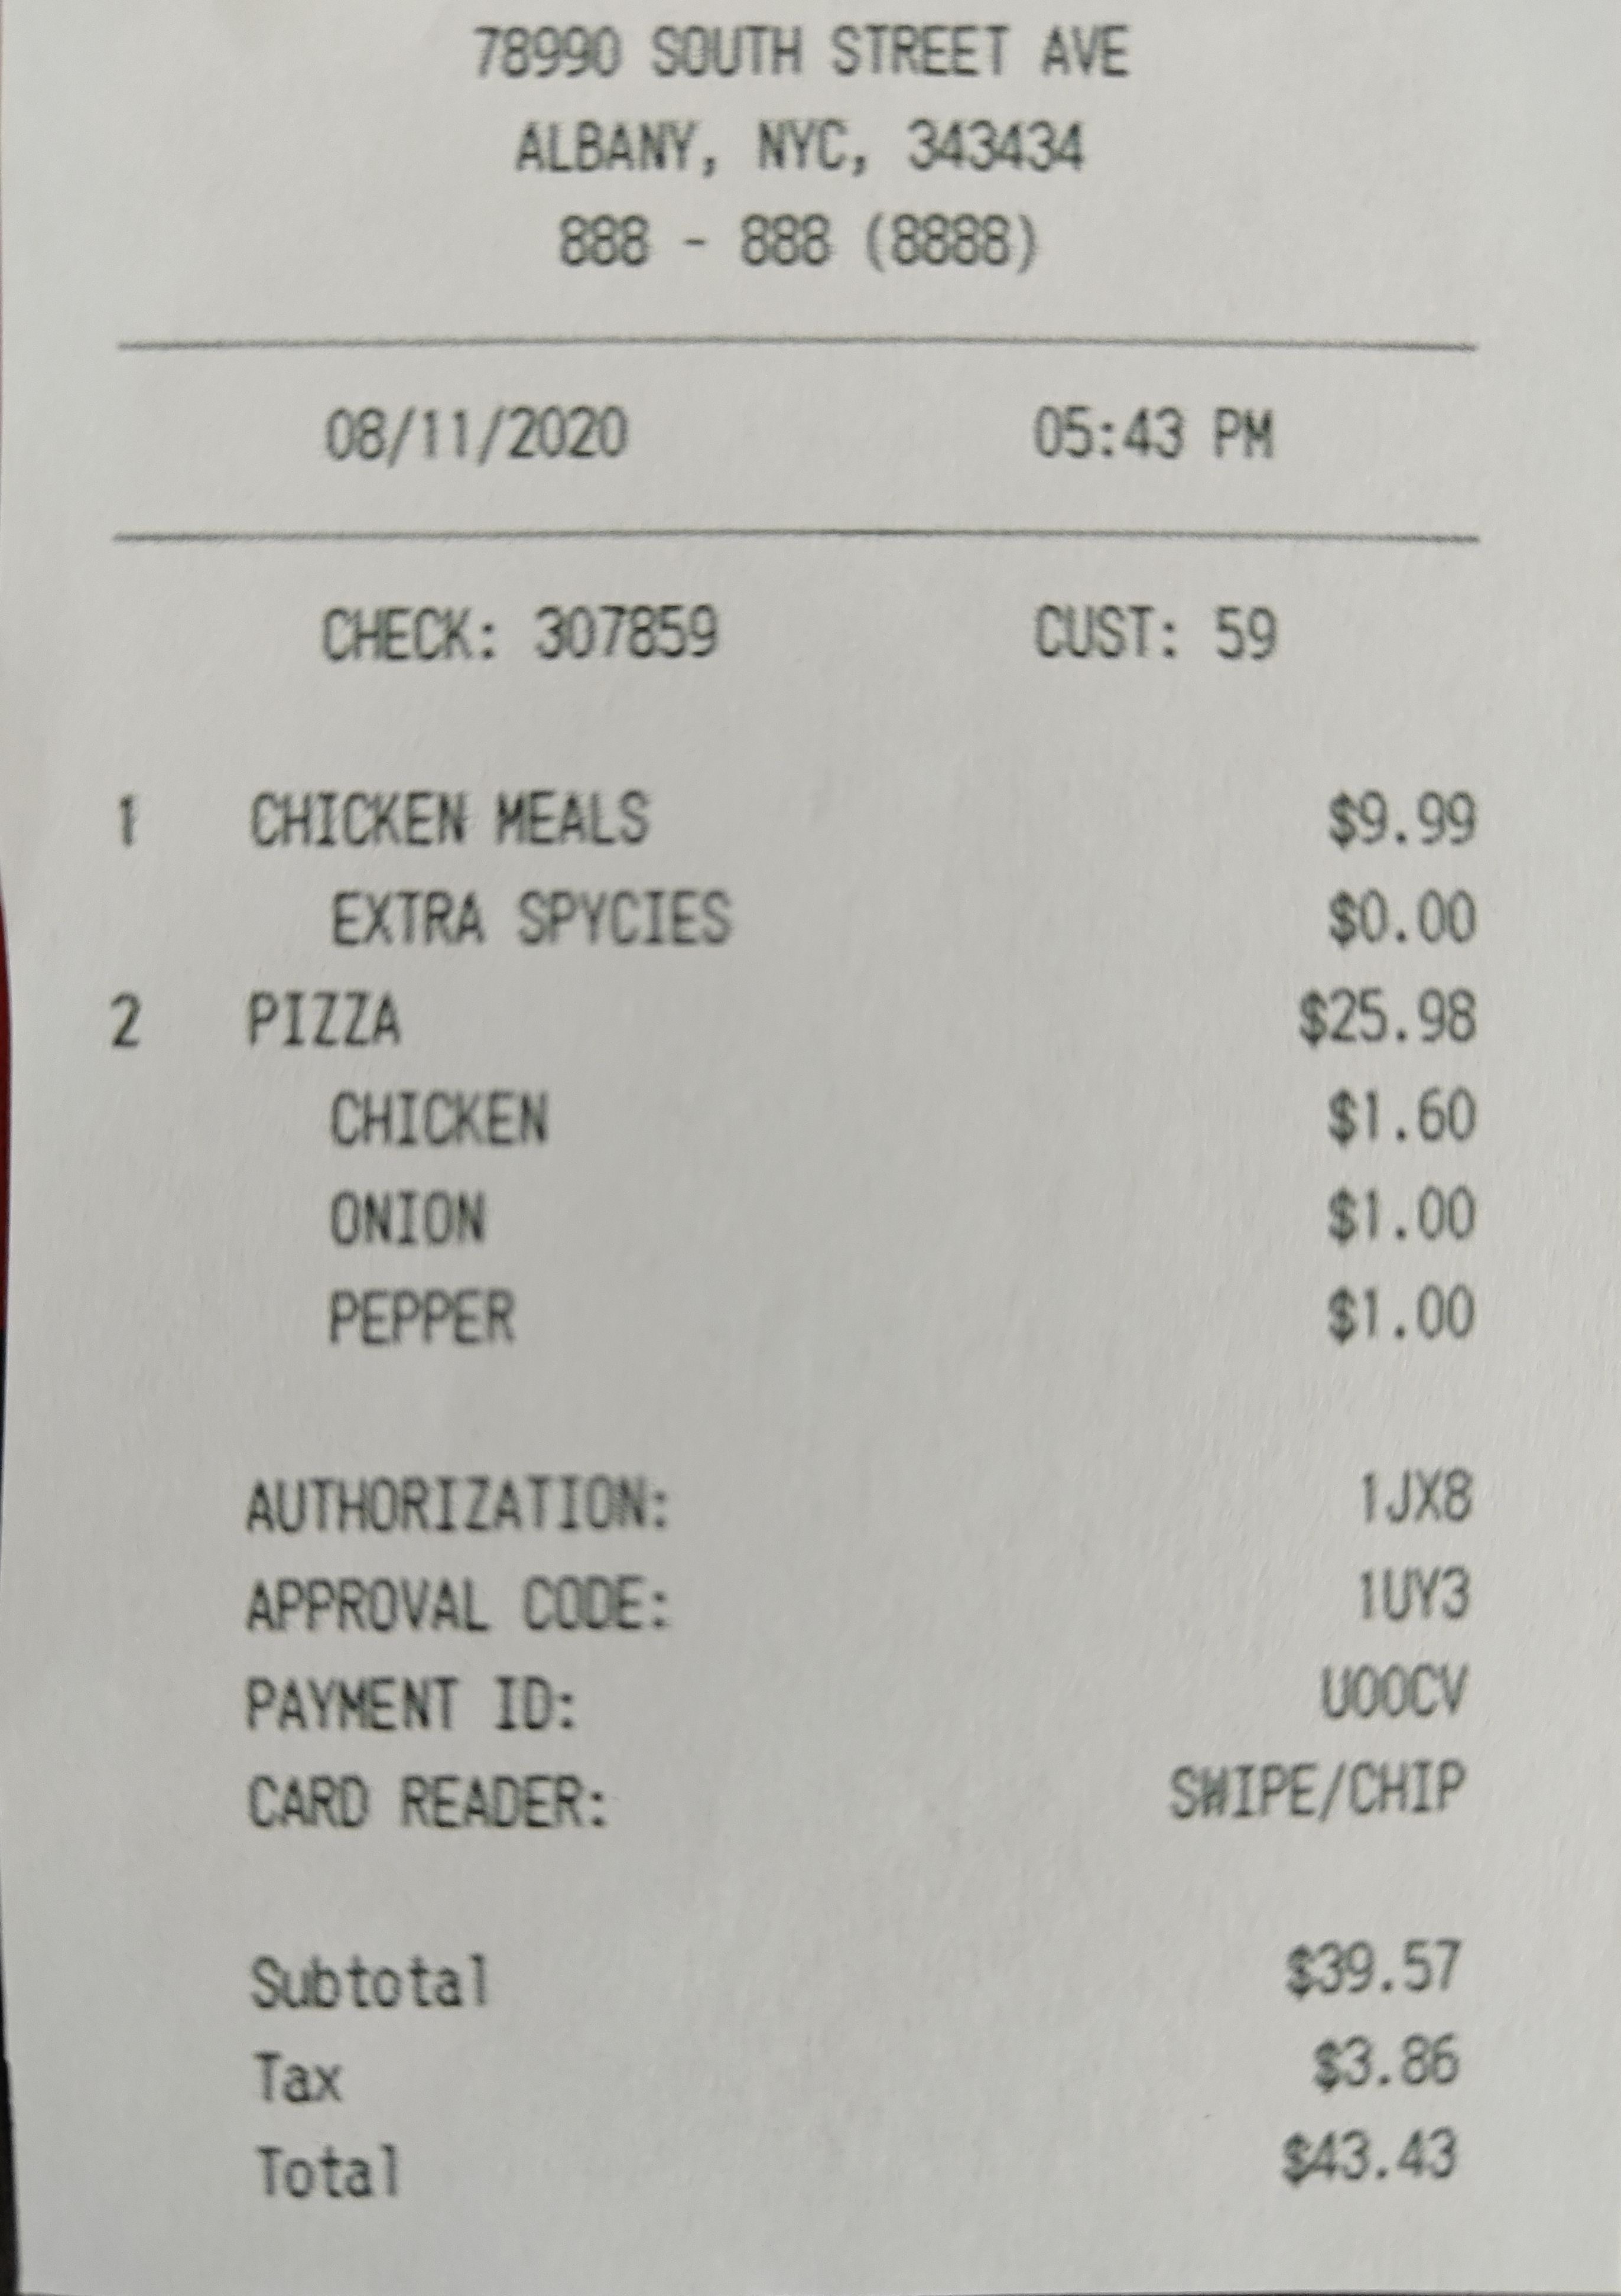 78990 SOUTH STREET AVE
ALBANY, NYC, 343434
888 - 888 (8888)
08/11/2020 05:43 PM
CHECK: 307859 CUST: 59
1 CHICKEN MEALS $9.99
EXTRA SPYCIES $0.00
2 PIZZA $25.98
CHICKEN $1.60
ONION $1.00
PEPPER $1.00
AUTHORIZATION: 1JX8
APPROVAL CODE: 1UY3
PAYMENT ID: UOOCV
CARD READER: SWIPE/CHIP
Subtotal $39.57
Tax $3.86
Total $43.43